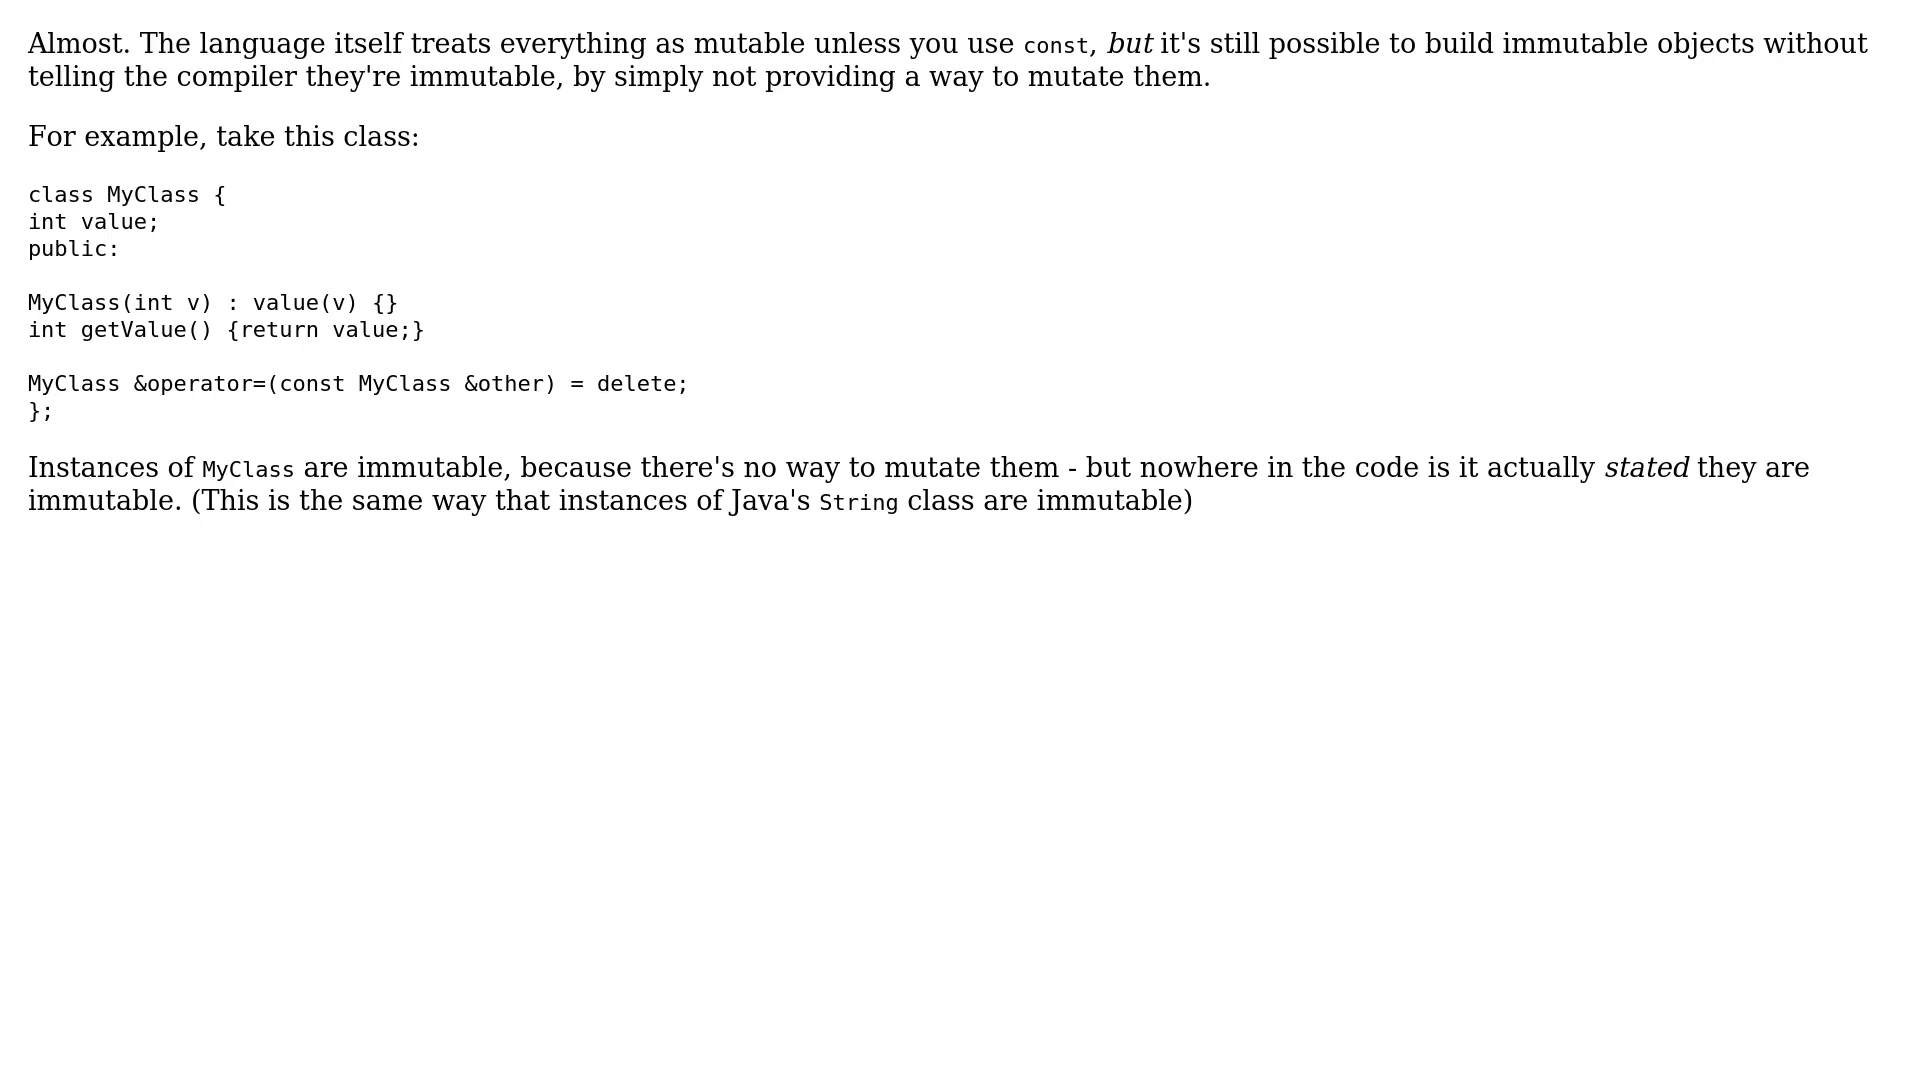 Almost. The language itself treats everything as mutable unless you use const, but it's still possible to build immutable objects without
telling the compiler they're immutable, by simply not providing a way to mutate them.
For example, take this class:
class MyClass {
int value;
public:
MyClass(int v) : value(v) {}
int getValue() {return value;}
MyClass &operator=(const MyClass &other) = delete;
};
Instances of MyClass are immutable, because there's no way to mutate them - but nowhere in the code is it actually stated they are
immutable. (This is the same way that instances of Java's String class are immutable)